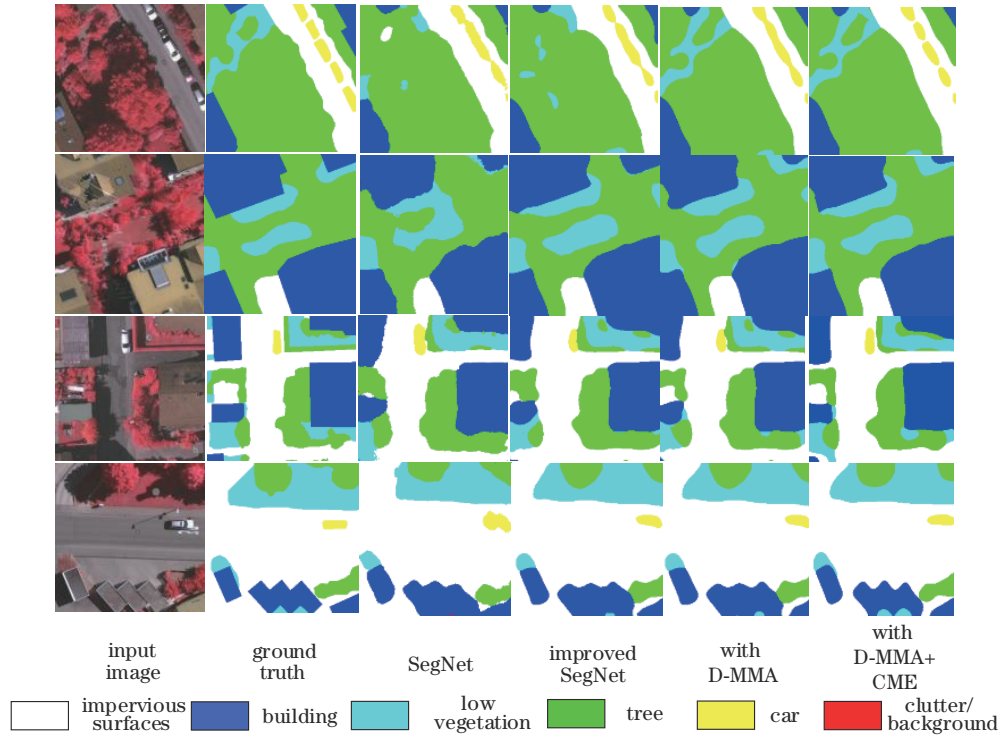 input
image
ground
truth
SegNet
improved
SegNet
with
D-MMA
with
D-MMA+
CME
impervious
surfaces
building
low
vegetation
tree
car
clutter/
background